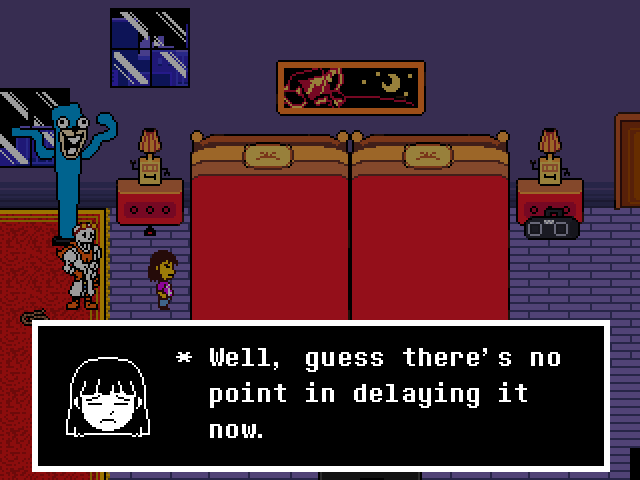 * Well, guess there's no
point in delaying it
now.